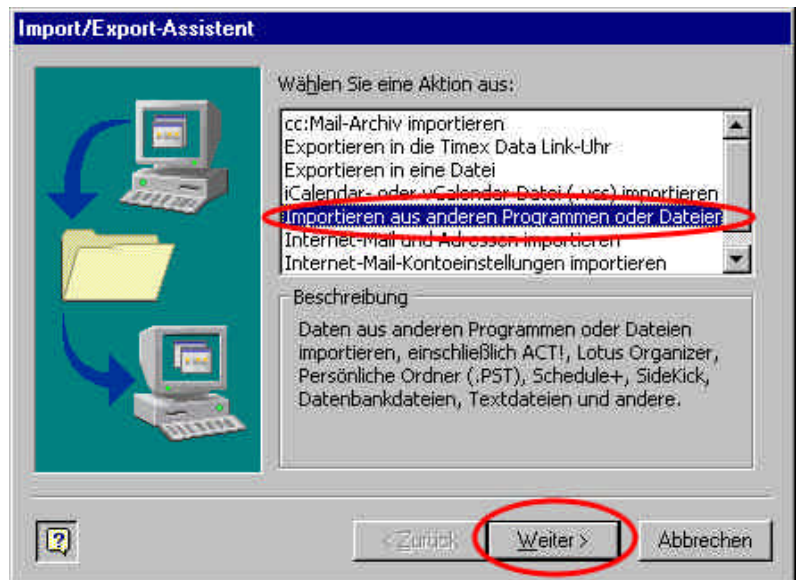 Import/Export-Assistent
Wählen Sie eine Aktion aus:
cc:Mail-Archiv importieren
Exportieren in die Timex Data Link-Uhr
Exportieren in eine Datei
iCalendar- oder vCalendar-Datei (.vcs) importieren
Importieren aus anderen Programmen oder Dateien
Internet-Mail und Adressen importieren
Internet-Mail-Kontoeinstellungen importieren
Beschreibung
Daten aus anderen Programmen oder Dateien
importieren, einschließlich ACT!, Lotus Organizer,
Persönliche Ordner (.PST), Schedule+, SideKick,
Datenbankdateien, Textdateien und andere.
?
< Zurück Weiter > Abbrechen